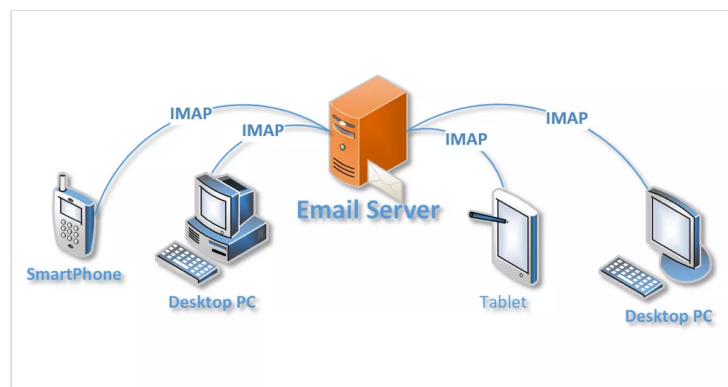 IMAP
IMAP
IMAP
IMAP
Email Server
SmartPhone
Desktop PC
Tablet
Desktop PC